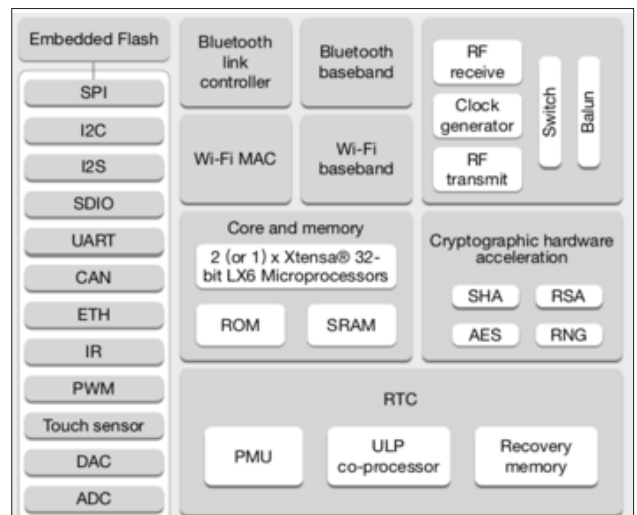 Embedded Flash
SPI
I2C
I2S
SDIO
UART
CAN
ETH
IR
PWM
Touch sensor
DAC
ADC
Bluetooth
link
controller
Bluetooth
baseband
Wi-Fi MAC
Wi-Fi
baseband
RF
receive
Clock
generator
RF
transmit
Switch
Balun
Core and memory
2 (or 1) x Xtensa® 32-
bit LX6 Microprocessors
ROM
SRAM
Cryptographic hardware
acceleration
SHA
RSA
AES
RNG
RTC
PMU
ULP
co-processor
Recovery
memory